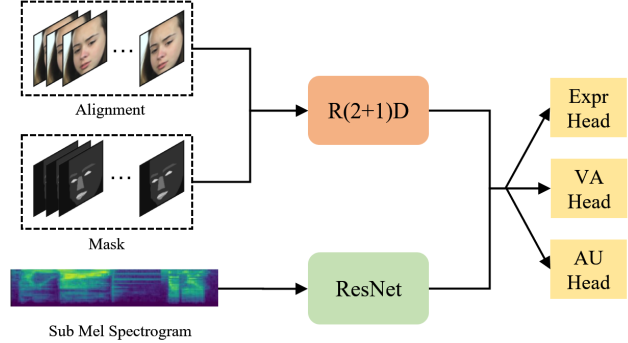 Alignment
Mask
Sub Mel Spectrogram
R(2+1)D
ResNet
Expr
Head
VA
Head
AU
Head